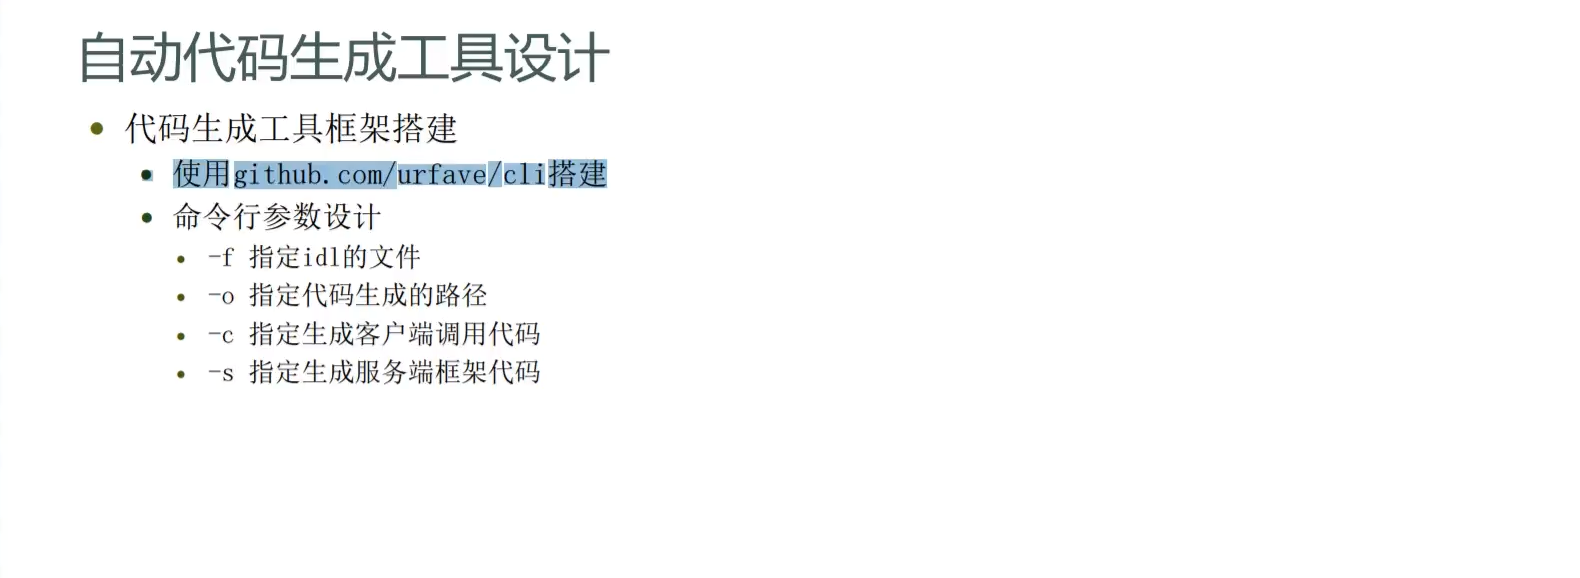 自动代码生成工具设计
代码生成工具框架搭建
使用github.com/urfave/cli搭建
命令行参数设计
-f 指定idl的文件
-o 指定代码生成的路径
-c 指定生成客户端调用代码
-s 指定生成服务端框架代码